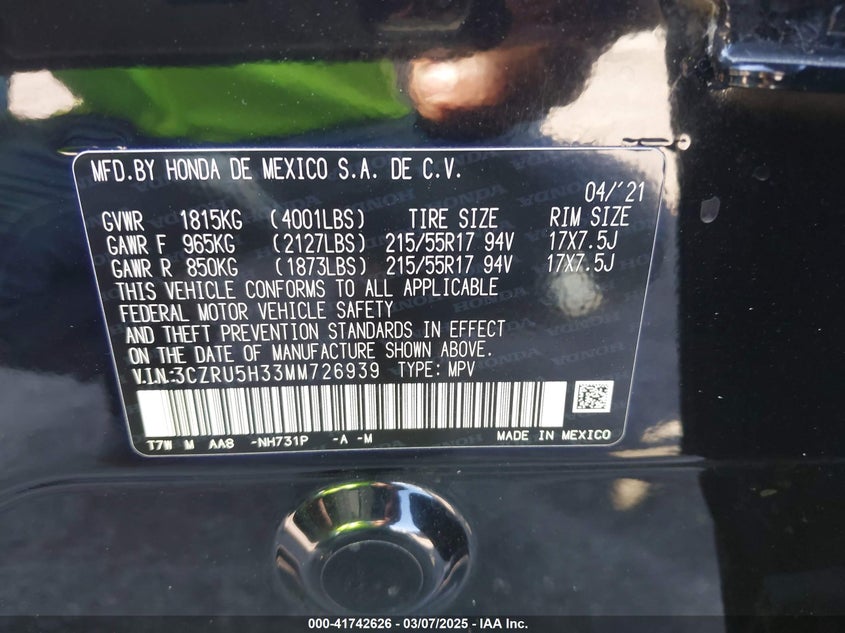 MFD.BY HONDA DE MEXICO S.A. DE C.V.
04/'21
GVWR 1815KG (4001LBS) TIRE SIZE RIM SIZE
GAWR F 965KG (2127LBS) 215/55R17 94V 17X7.5J
GAWR R 850KG (1873LBS) 215/55R17 94V 17X7.5J
THIS VEHICLE CONFORMS TO ALL APPLICABLE
FEDERAL MOTOR VEHICLE SAFETY
AND THEFT PREVENTION STANDARDS IN EFFECT
ON THE DATE OF MANUFACTURE SHOWN ABOVE.
V.I.N:3CZRU5H33MM726939 TYPE: MPV
T7W M AA8 -NH731P -A -M MADE IN MEXICO
000-41742626 - 03/07/2025 - IAA Inc.